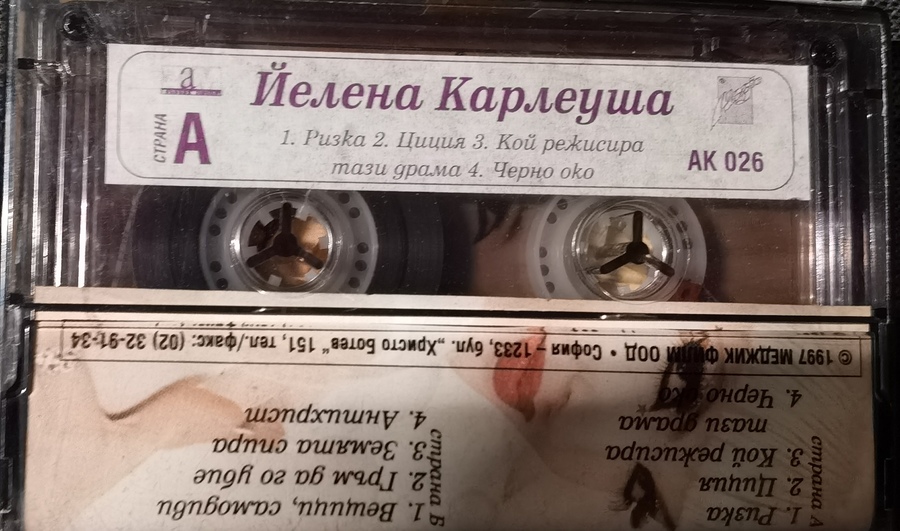 Йелена Карлеуша
СТРАНА
А
1. Ризка 2. Циция 3. Кой режисира
тази драма 4. Черно око
АК 026
© 1997 МЕДЖИК ФИЛМ ООД • София – 1233, бул. „Христо Ботев“ 151, тел./факс: (02) 32-91-34
страна А
1. Ризка
2. Циция
3. Кой режисира
тази драма
4. Черно око
страна Б
1. Вещици, самодиви
2. Гръм да го убие
3. Земята спира
4. Антихрист